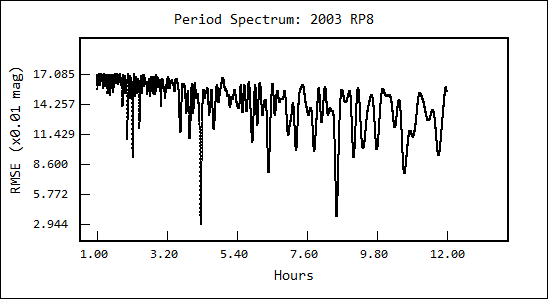 Period Spectrum: 2003 RP8
RMSE (x0.01 mag)
17.085
14.257
11.429
8.600
5.772
2.944
1.00 3.20 5.40 7.60 9.80 12.00
Hours